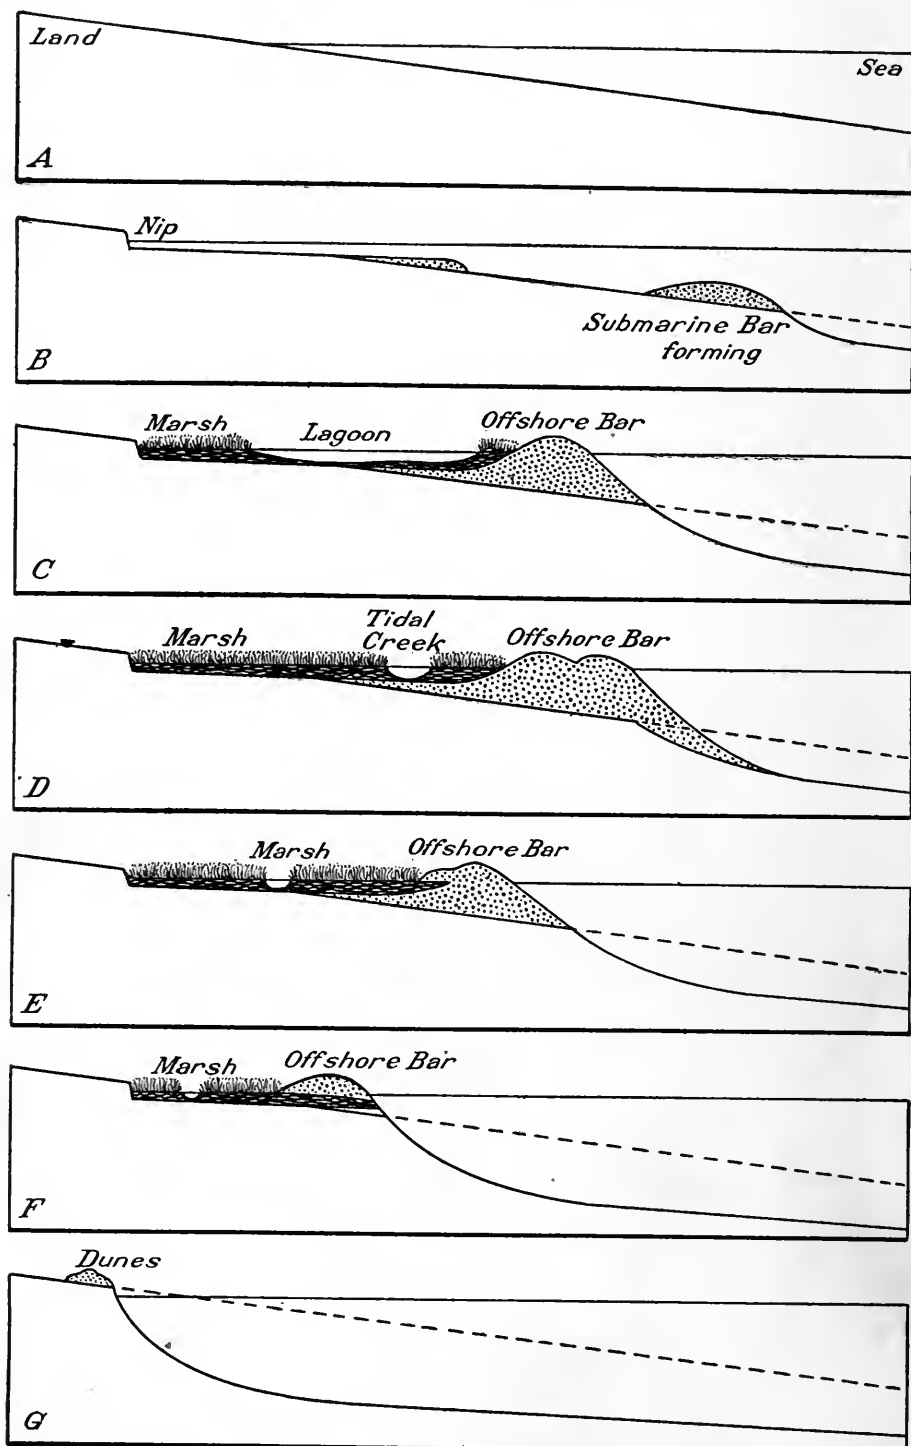 Land
Sea
A
Nip
Submarine Bar
forming
B
Marsh
Lagoon
Offshore Bar
C
Marsh
Tidal
Creek
Offshore Bar
D
Marsh
Offshore Bar
E
Marsh
Offshore Bar
F
Dunes
G